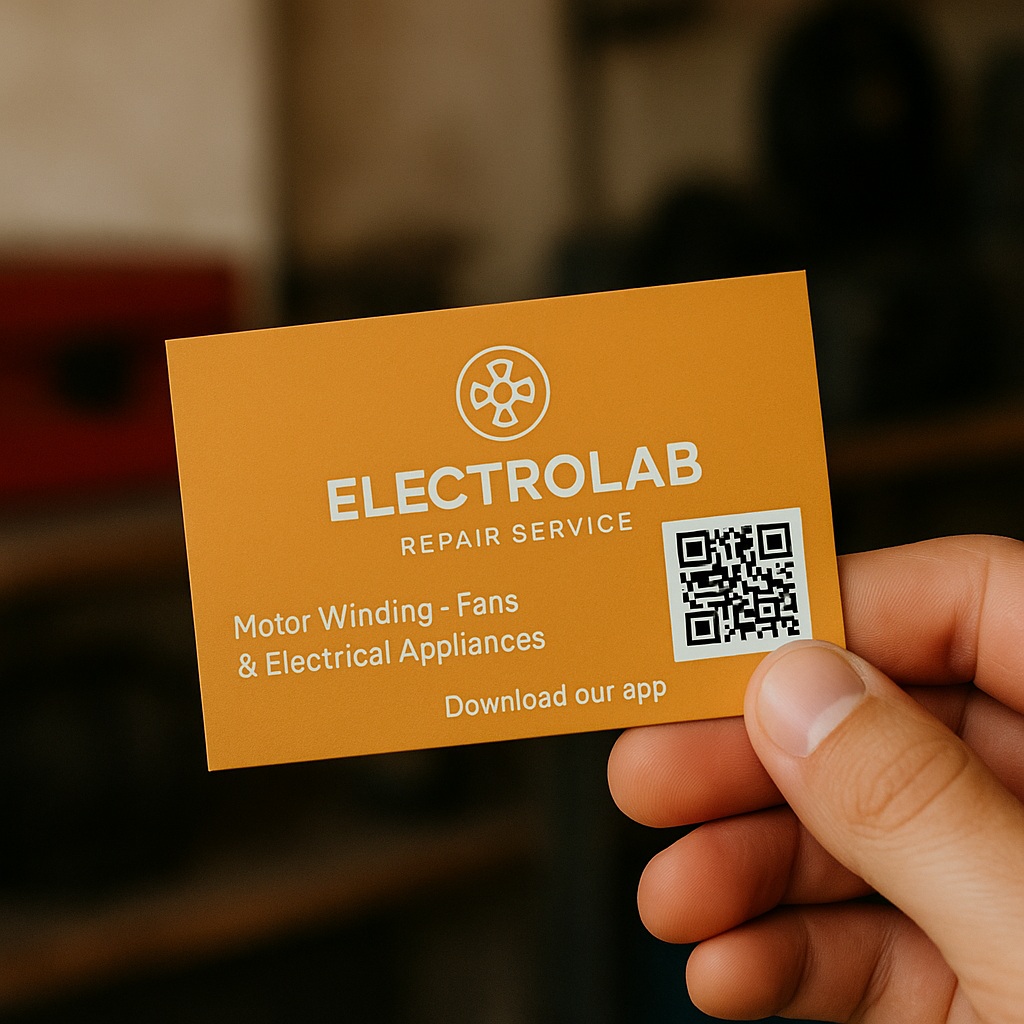 ELECTROLAB
REPAIR SERVICE
Motor Winding - Fans
& Electrical Appliances
Download our app